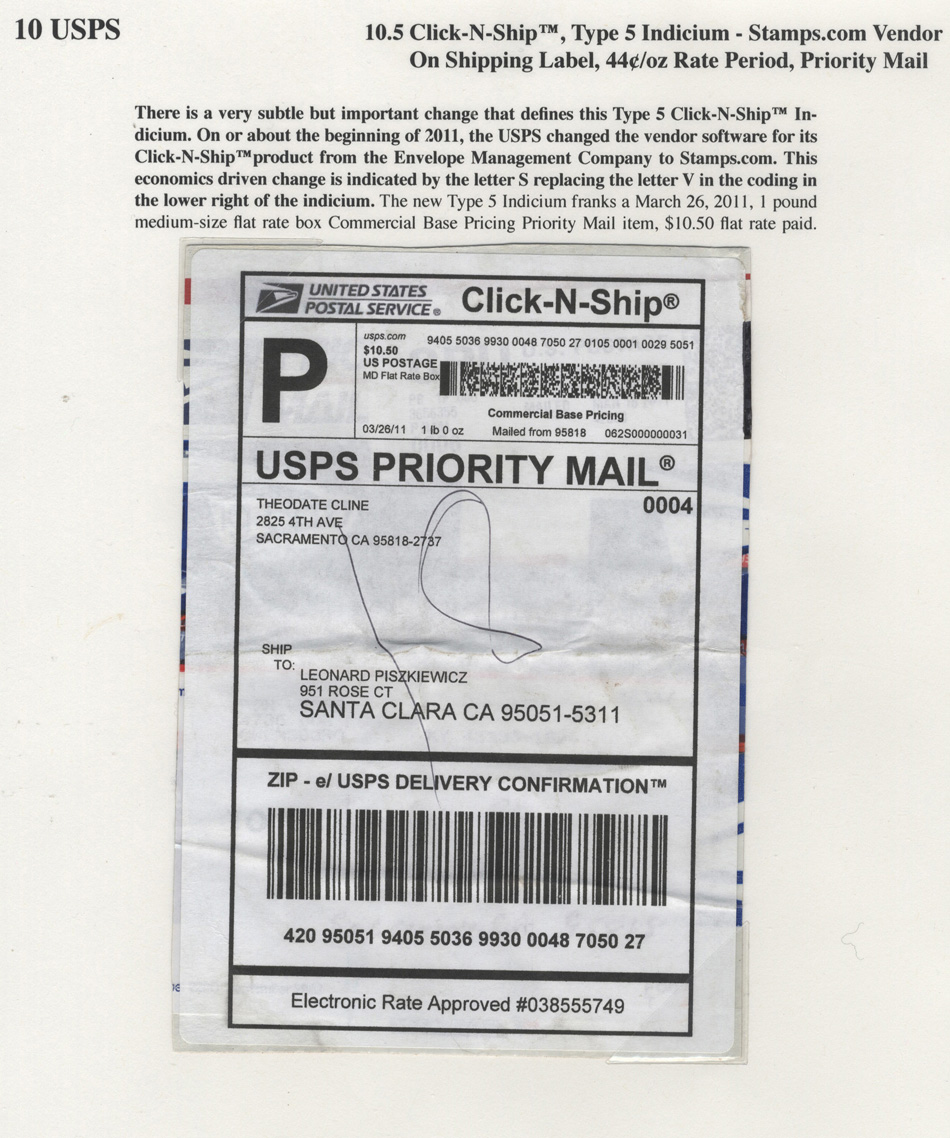 10 USPS
10.5 Click-N-Ship™, Type 5 Indicium - Stamps.com Vendor
On Shipping Label, 44¢/oz Rate Period, Priority Mail
There is a very subtle but important change that defines this Type 5 Click-N-Ship™ In-
dicium. On or about the beginning of 2011, the USPS changed the vendor software for its
Click-N-Ship™product from the Envelope Management Company to Stamps.com. This
economics driven change is indicated by the letter S replacing the letter V in the coding in
the lower right of the indicium. The new Type 5 Indicium franks a March 26, 2011, 1 pound
medium-size flat rate box Commercial Base Pricing Priority Mail item, $10.50 flat rate paid.
UNITED STATES
POSTAL SERVICE®
Click-N-Ship®
P
usps.com
$10.50
US POSTAGE
MD Flat Rate Box
9405 5036 9930 0048 7050 27 0105 0001 0029 5051
Commercial Base Pricing
03/26/11 1 lb 0 oz Mailed from 95818 062S000000031
USPS PRIORITY MAIL®
0004
THEODATE CLINE
2825 4TH AVE
SACRAMENTO CA 95818-2737
SHIP
TO:
LEONARD PISZKIEWICZ
951 ROSE CT
SANTA CLARA CA 95051-5311
ZIP - e/ USPS DELIVERY CONFIRMATION™
420 95051 9405 5036 9930 0048 7050 27
Electronic Rate Approved #038555749